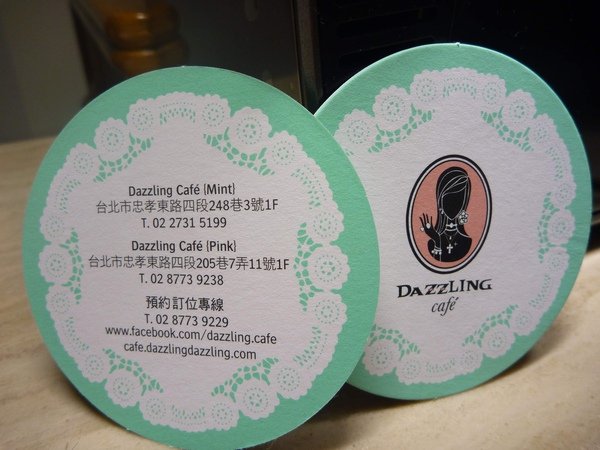 Dazzling Café {Mint}
台北市忠孝東路四段248巷3號1F
T. 02 2731 5199
Dazzling Café {Pink}
台北市忠孝東路四段205巷7弄11號1F
T. 02 8773 9238
預約訂位專線
T. 02 8773 9229
www.facebook.com/dazzling.cafe
cafe.dazzlingdazzling.com
DAZZLING
café